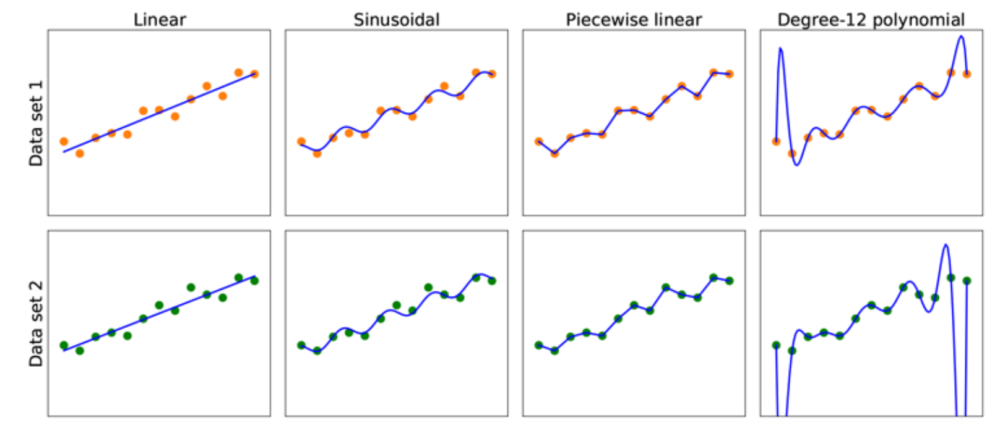 Linear
Sinusoidal
Piecewise linear
Degree-12 polynomial
Data set 1
Data set 2